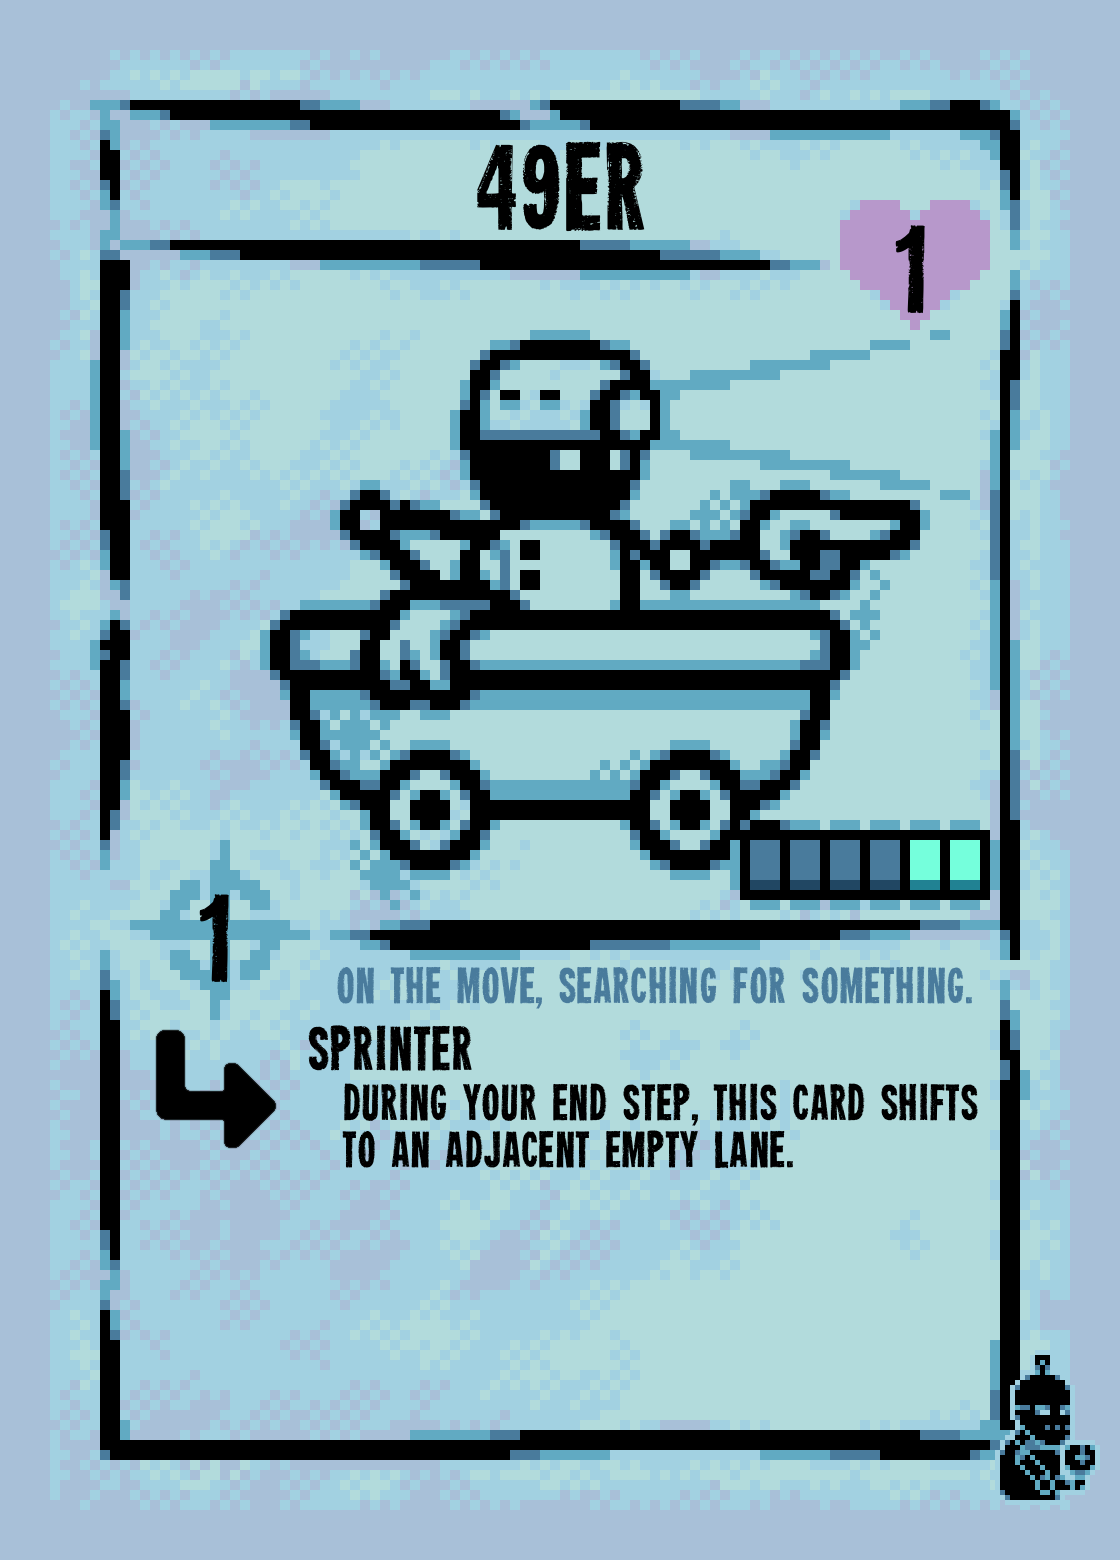 49ER
1
1
ON THE MOVE, SEARCHING FOR SOMETHING.
SPRINTER
DURING YOUR END STEP, THIS CARD SHIFTS
TO AN ADJACENT EMPTY LANE.